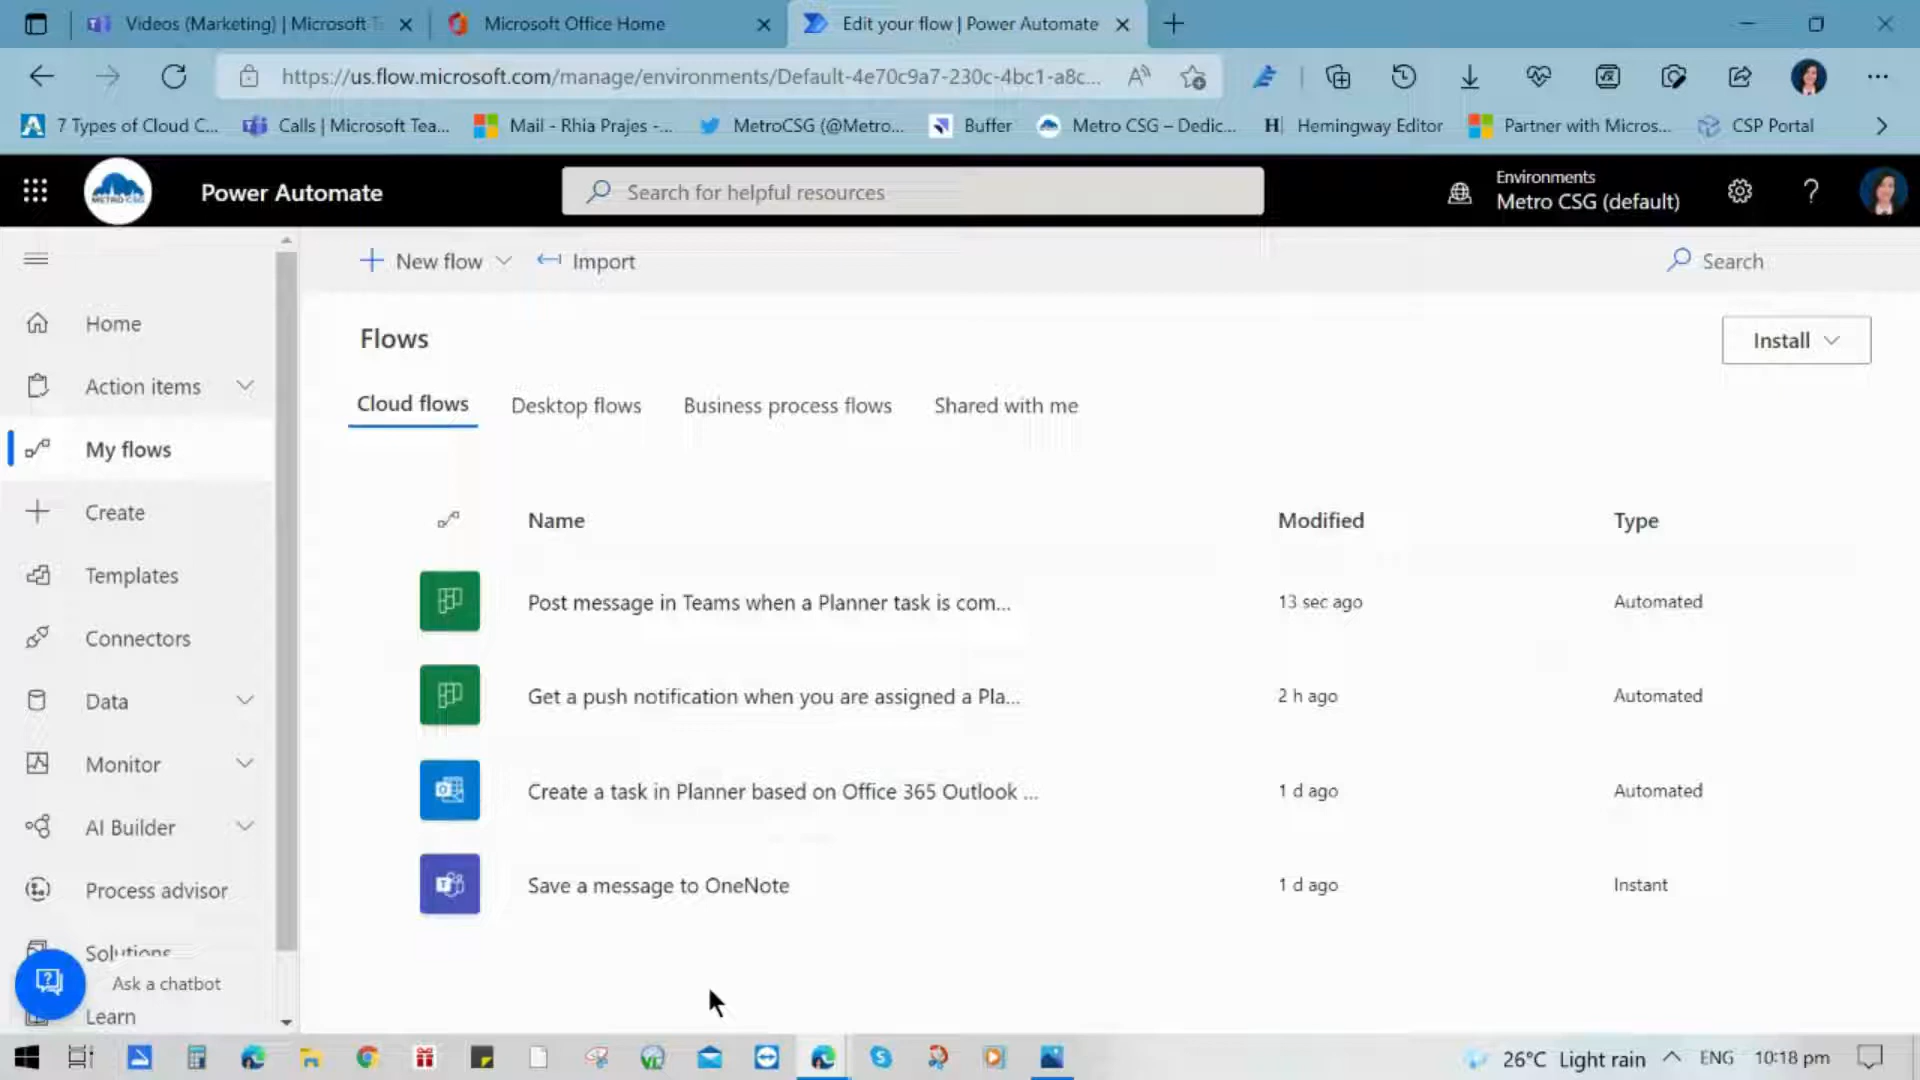 Videos (Marketing) | Microsoft T
Microsoft Office Home
Edit your flow | Power Automate
https://us.flow.microsoft.com/manage/environments/Default-4e70c9a7-230c-4bc1-a8c...
7 Types of Cloud C...
Calls | Microsoft Tea...
Mail - Rhia Prajes -...
MetroCSG (@Metro...
Buffer
Metro CSG – Dedic...
Hemingway Editor
Partner with Micros...
CSP Portal
METRO CSG
Power Automate
Search for helpful resources
Environments
Metro CSG (default)
New flow
Import
Search
Home
Action items
My flows
Create
Templates
Connectors
Data
Monitor
AI Builder
Process advisor
Solutions
Ask a chatbot
Learn
Flows
Install
Cloud flows
Desktop flows
Business process flows
Shared with me
Name
Modified
Type
Post message in Teams when a Planner task is com...
13 sec ago
Automated
Get a push notification when you are assigned a Pla...
2 h ago
Automated
Create a task in Planner based on Office 365 Outlook ...
1 d ago
Automated
Save a message to OneNote
1 d ago
Instant
26°C Light rain
ENG
10:18 pm